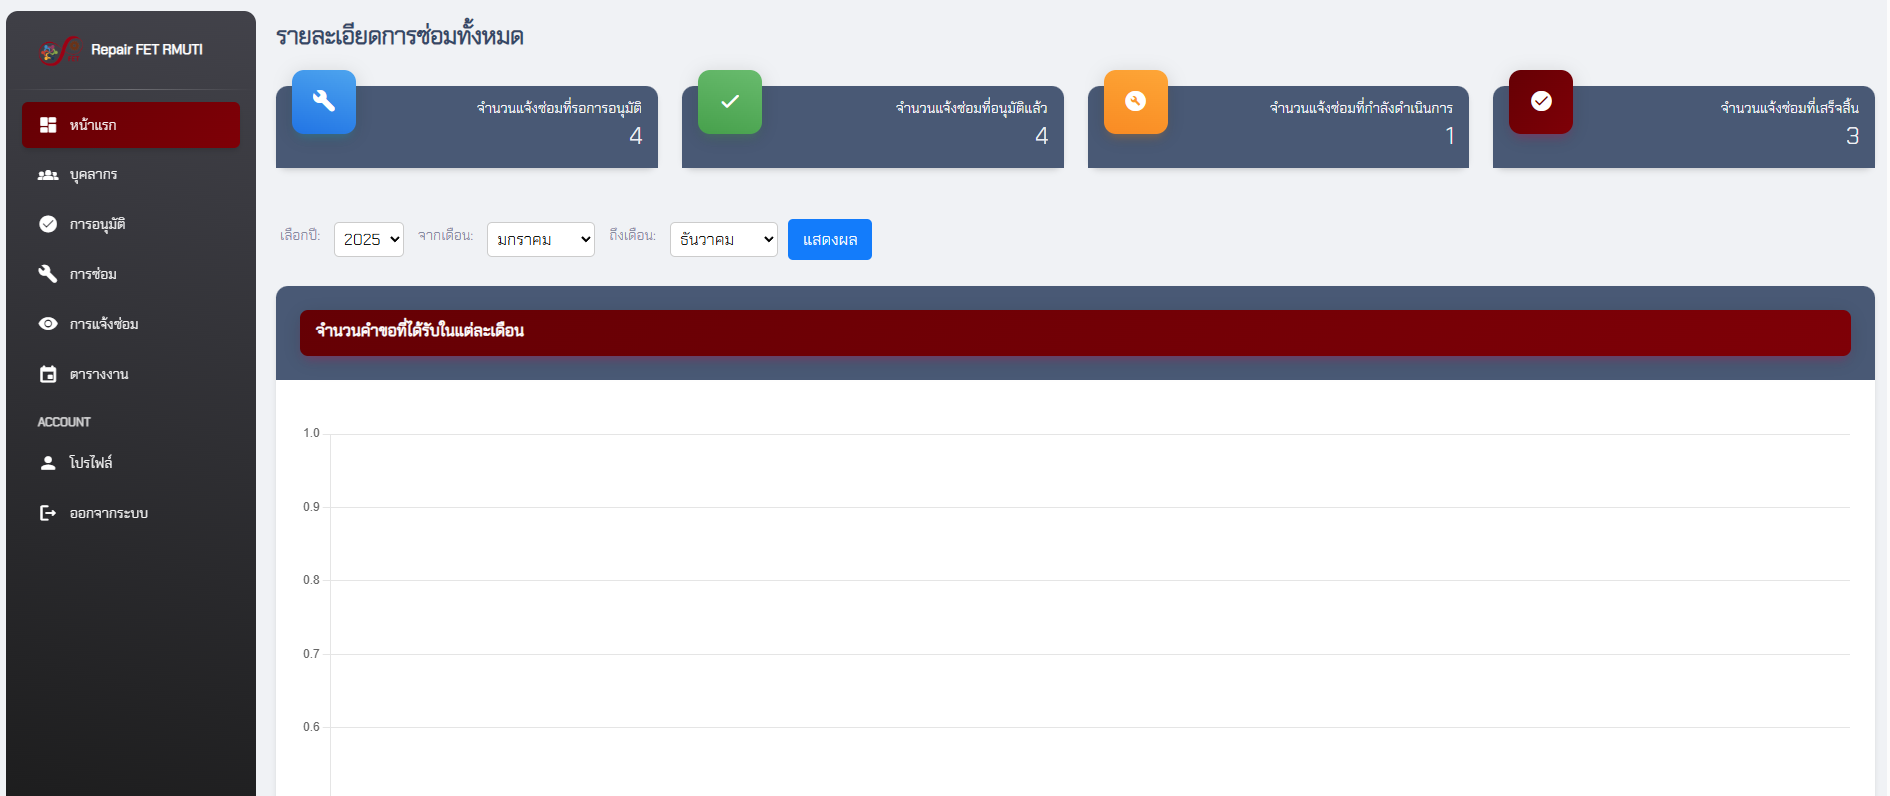 Repair FET RMUTI
หน้าแรก
บุคลากร
การอนุมัติ
การซ่อม
การแจ้งซ่อม
ตารางงาน
ACCOUNT
โปรไฟล์
ออกจากระบบ
รายละเอียดการซ่อมทั้งหมด
จำนวนแจ้งซ่อมที่รอการอนุมัติ
4
จำนวนแจ้งซ่อมที่อนุมัติแล้ว
4
จำนวนแจ้งซ่อมที่กำลังดำเนินการ
1
จำนวนแจ้งซ่อมที่เสร็จสิ้น
3
เลือกปี: 2025 จากเดือน: มกราคม ถึงเดือน: ธันวาคม แสดงผล
จำนวนคำขอที่ได้รับในแต่ละเดือน
1.0
0.9
0.8
0.7
0.6